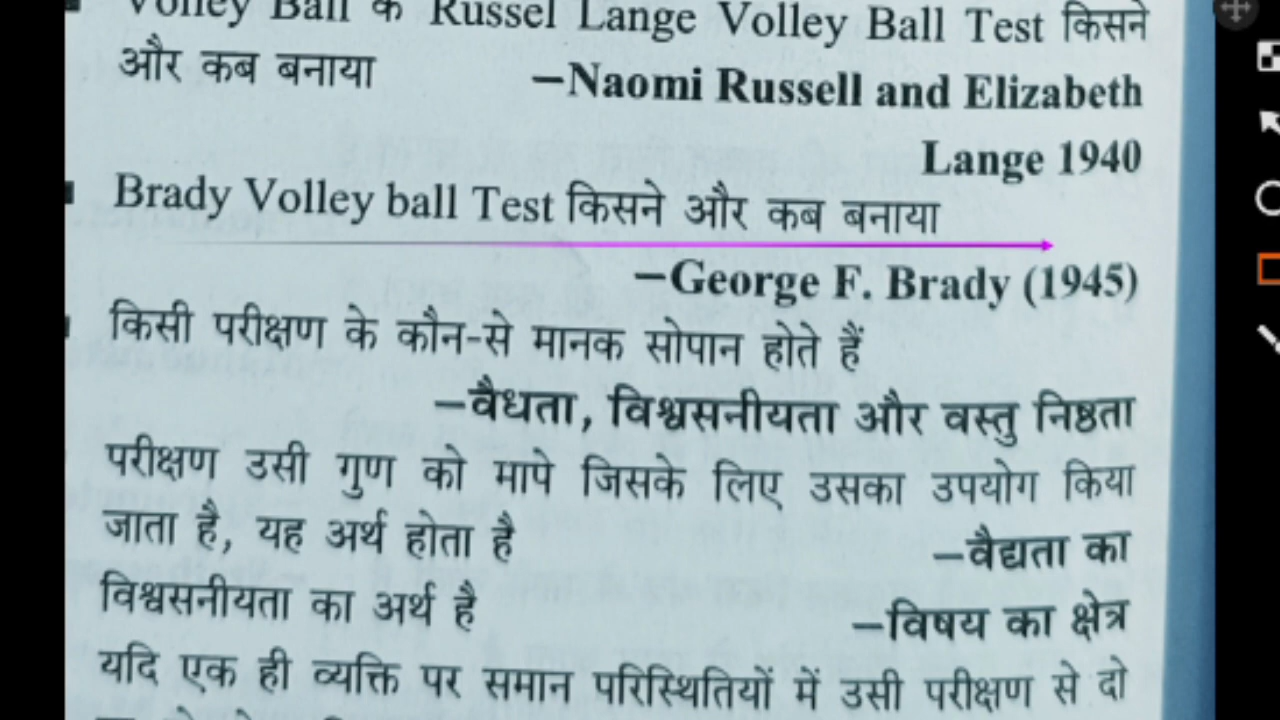 Volley Ball के Russel Lange Volley Ball Test किसने
और कब बनाया –Naomi Russell and Elizabeth
Lange 1940
Brady Volley ball Test किसने और कब बनाया
–George F. Brady (1945)
किसी परीक्षण के कौन-से मानक सोपान होते हैं
–वैधता, विश्वसनीयता और वस्तु निष्ठता
परीक्षण उसी गुण को मापे जिसके लिए उसका उपयोग किया
जाता है, यह अर्थ होता है –वैद्यता का
विश्वसनीयता का अर्थ है –विषय का क्षेत्र
यदि एक ही व्यक्ति पर समान परिस्थितियों में उसी परीक्षण से दो